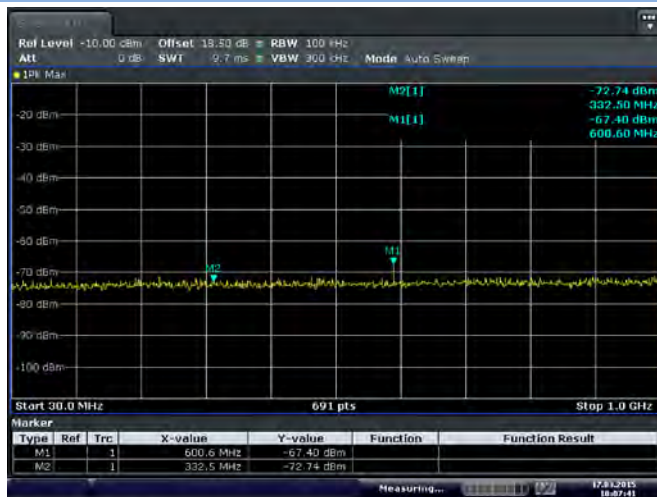 Ref Level -10.00 dBm Offset 18.50 dB RBW 100 kHz
Att 0 dB SWT 9.7 ms VBW 300 kHz Mode Auto Sweep
1Pk Max
M2[1] -72.74 dBm
332.50 MHz
M1[1] -67.40 dBm
600.60 MHz
-20 dBm
-30 dBm
-40 dBm
-50 dBm
-60 dBm
M1
-70 dBm
M2
-80 dBm
-90 dBm
-100 dBm
Start 30.0 MHz 691 pts Stop 1.0 GHz
Marker
Type Ref Trc X-value Y-value Function Function Result
M1 1 600.6 MHz -67.40 dBm
M2 1 332.5 MHz -72.74 dBm
Measuring... 17.03.2015
10:07:41